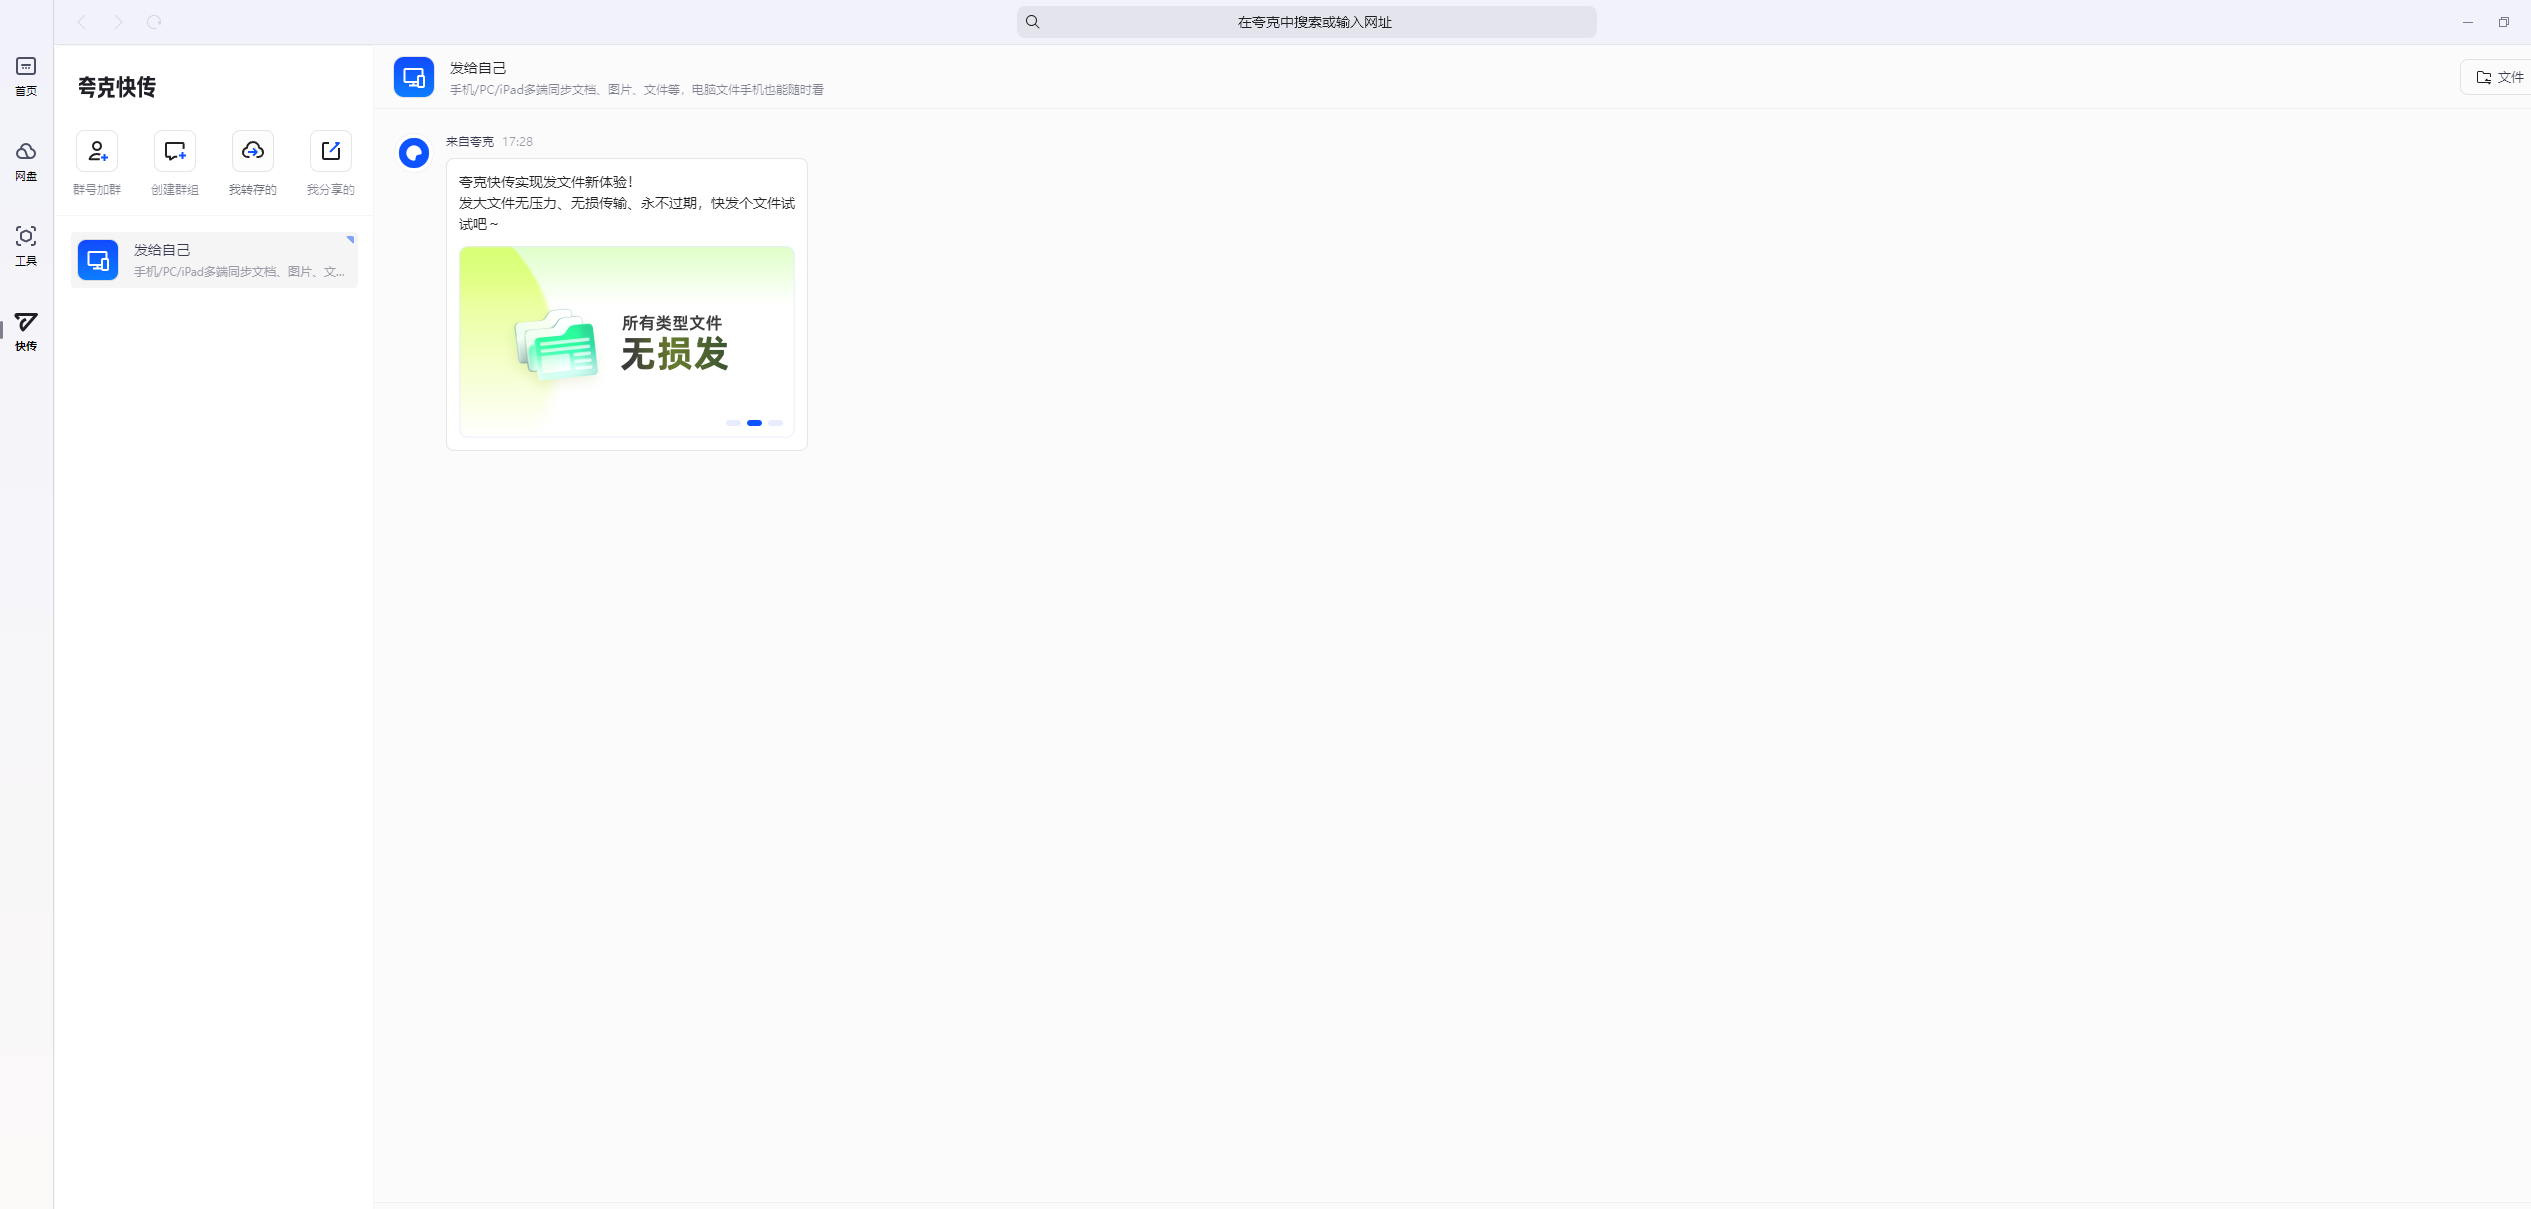 在夸克中搜索或输入网址
首页
网盘
工具
快传
夸克快传
群号加群
创建群组
我转存的
我分享的
发给自己
手机/PC/iPad多端同步文档、图片、文...
发给自己
手机/PC/iPad多端同步文档、图片、文件等，电脑文件手机也能随时看
文件
来自夸克 17:28
夸克快传实现发文件新体验！
发大文件无压力、无损传输、永不过期，快发个文件试
试吧～
所有类型文件
无损发